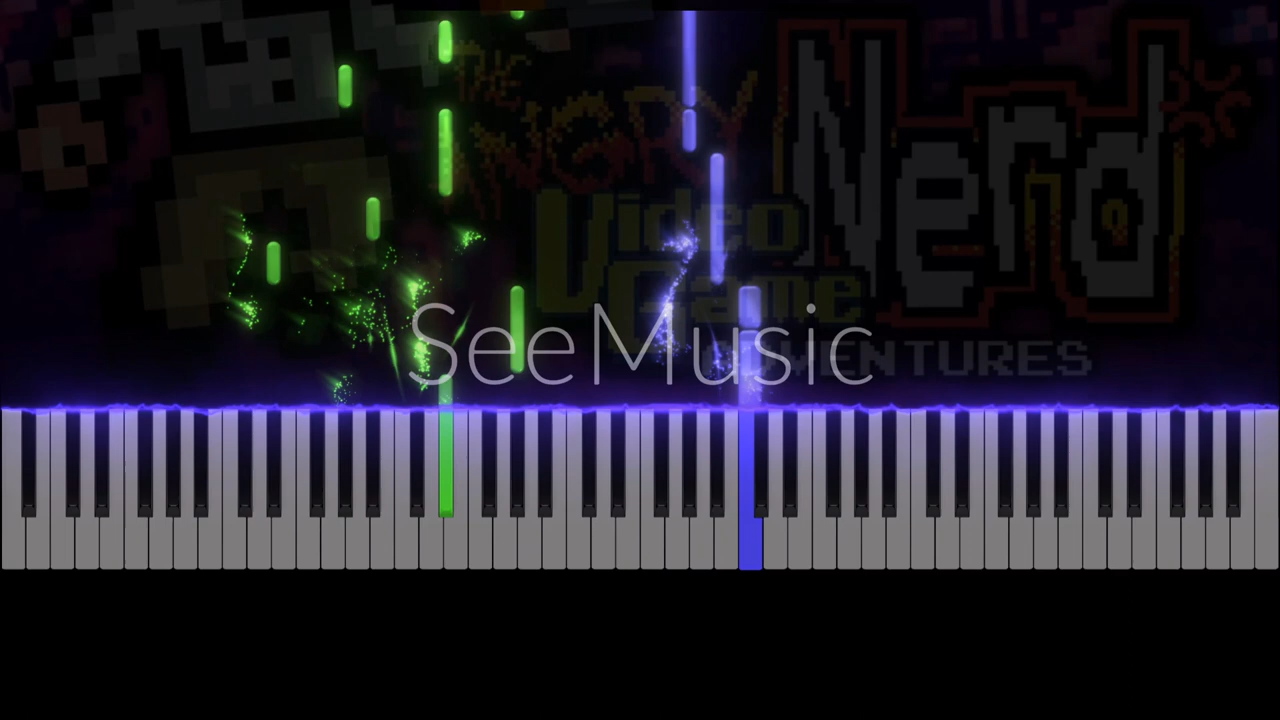 THE
ANGRY
Video
Game
Nerd
ADVENTURES
SeeMusic